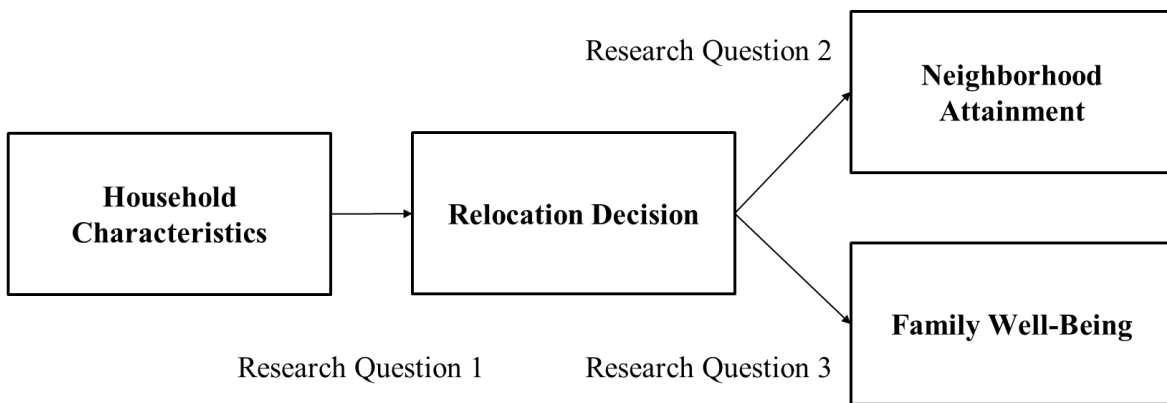 Research Question 2
Neighborhood
Attainment
Household
Characteristics
Relocation Decision
Family Well-Being
Research Question 1
Research Question 3